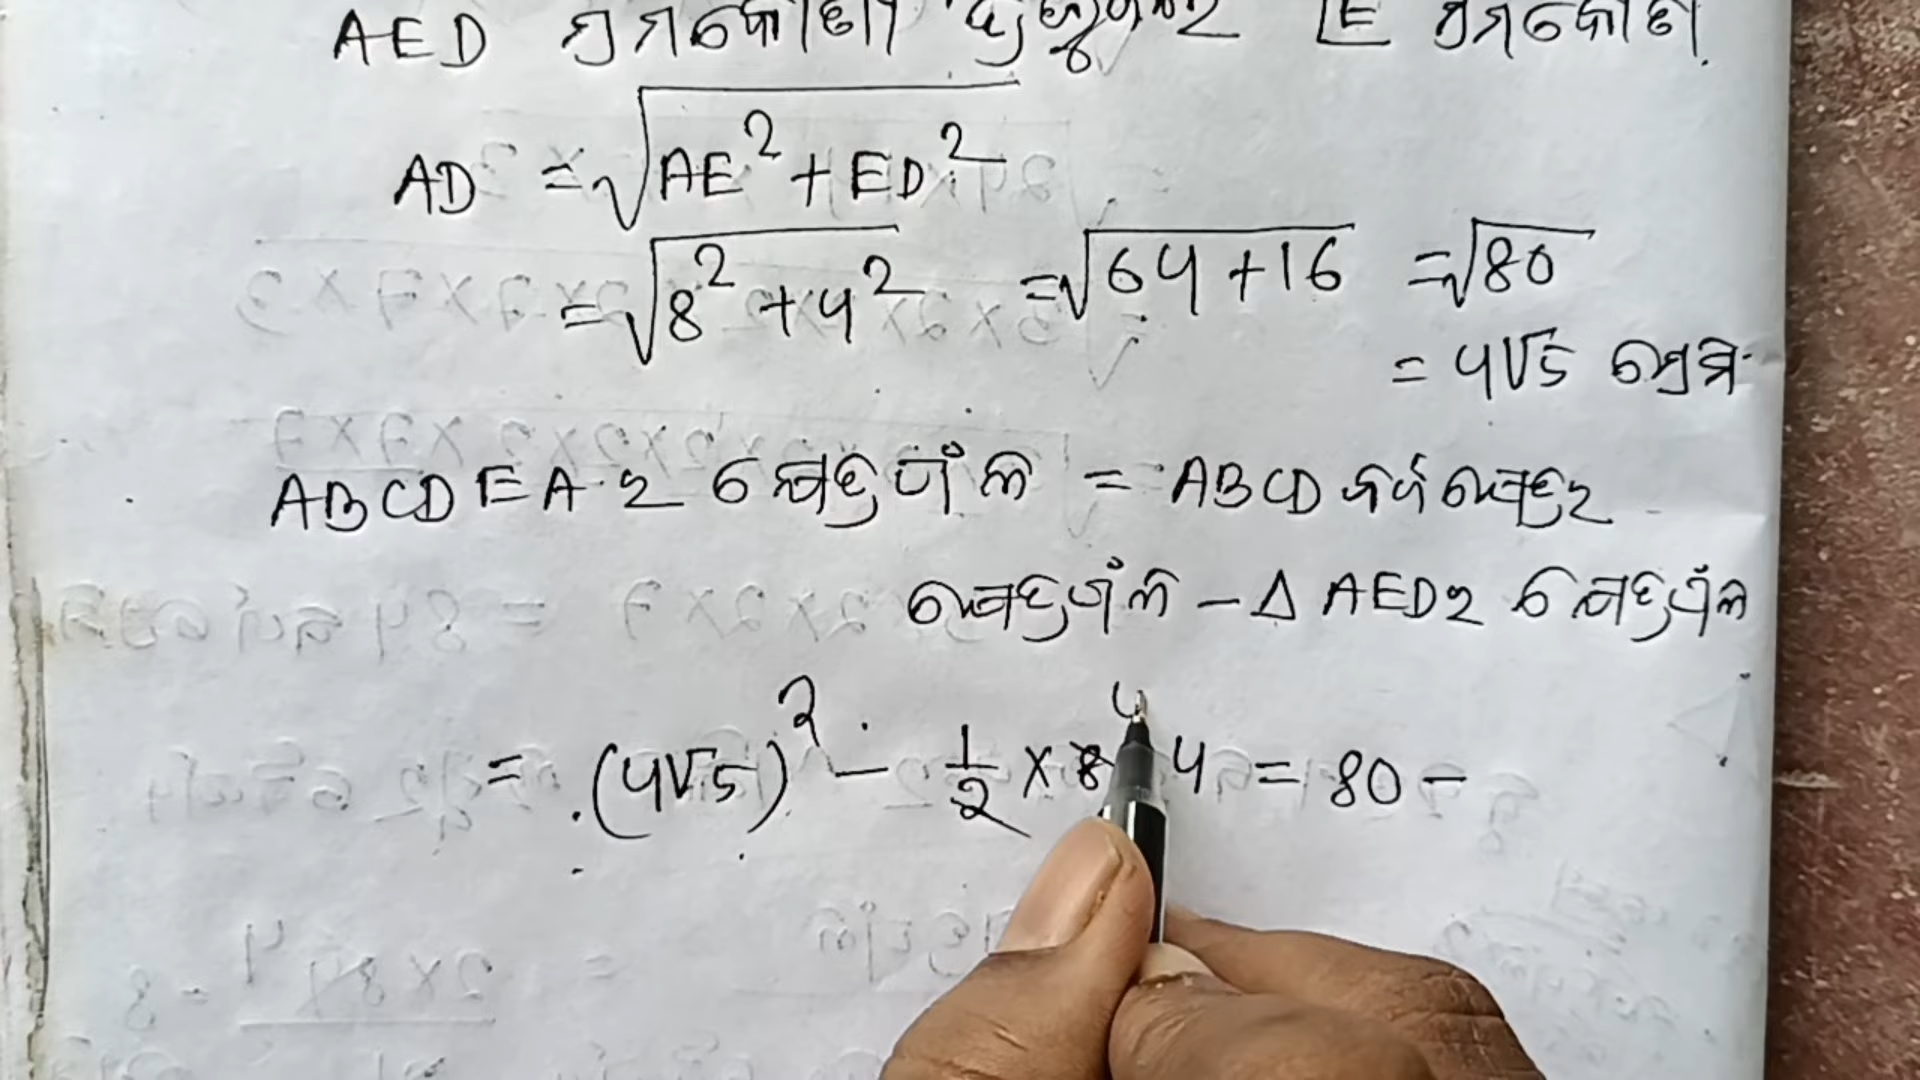 AED ସମକୋଣୀ ତ୍ରିଭୁଜର ∟E ସମକୋଣ
AD = √AE² + ED²
= √8² + 4² = √64 + 16 = √80
= 4√5 ସେମି.
ABCDEA ର କ୍ଷେତ୍ରଫଳ = ABCD ବର୍ଗକ୍ଷେତ୍ରର
କ୍ଷେତ୍ରଫଳ – Δ AED ର କ୍ଷେତ୍ରଫଳ
= (4√5)² – 1/2 × 8 4 = 80 –
4